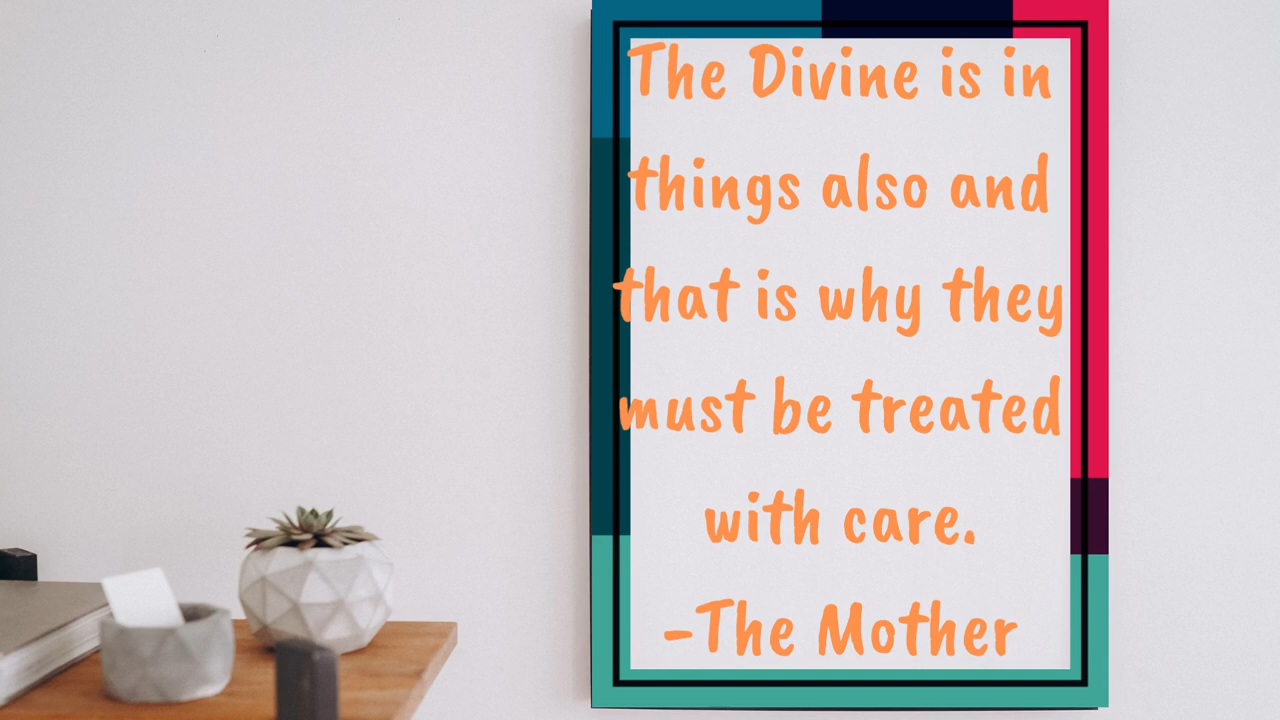 The Divine is in
things also and
that is why they
must be treated
with care.
-The Mother